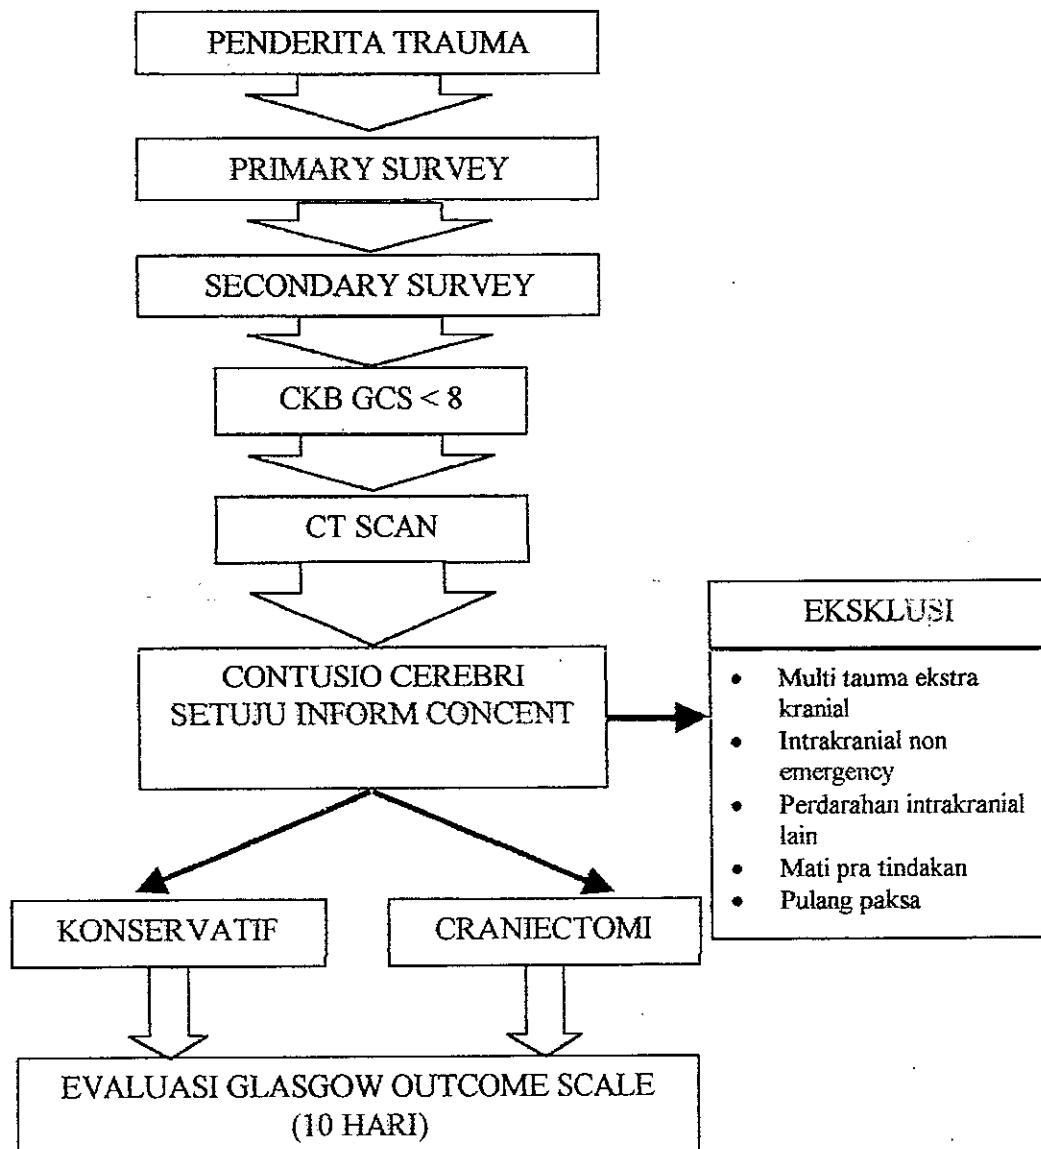 PENDERITA TRAUMA
PRIMARY SURVEY
SECONDARY SURVEY
CKB GCS < 8
CT SCAN
CONTUSIO CEREBRI
SETUJU INFORM CONCENT
EKSKLUSI
• Multi tauma ekstra
kranial
• Intrakranial non
emergency
• Perdarahan intrakranial
lain
• Mati pra tindakan
• Pulang paksa
KONSERVATIF
CRANIECTOMI
EVALUASI GLASGOW OUTCOME SCALE
(10 HARI)